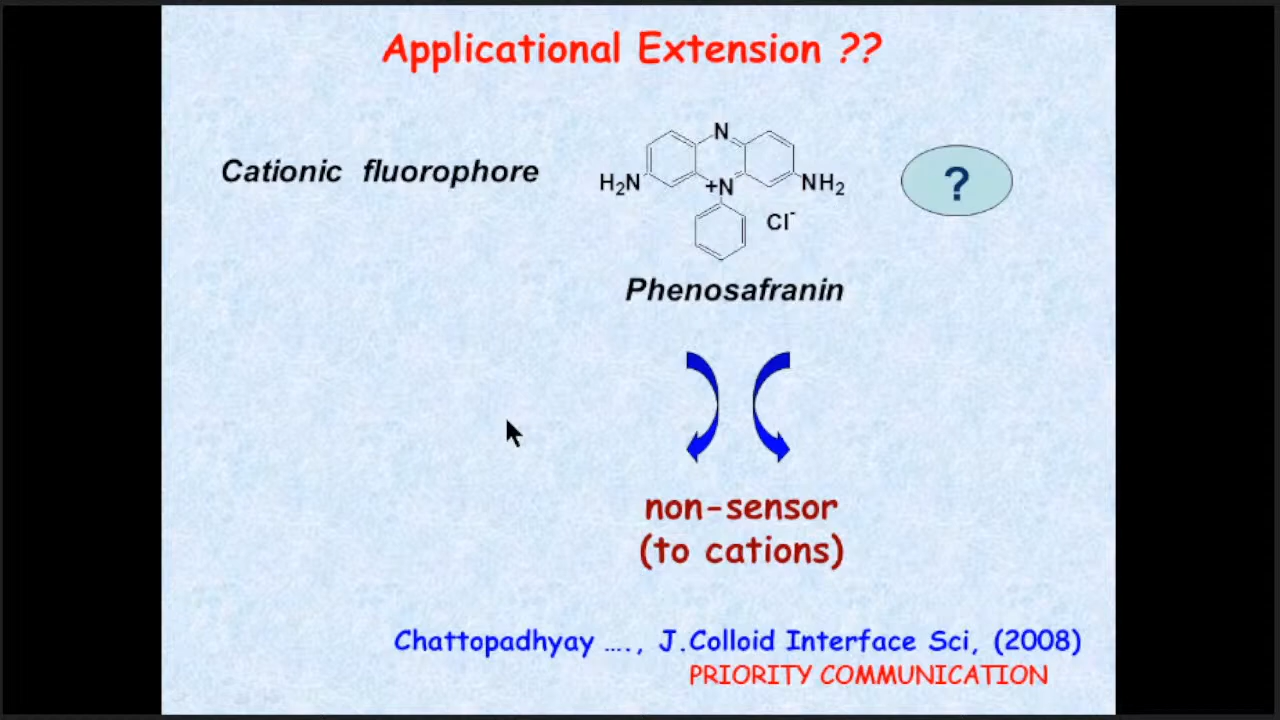 Applicational Extension ??
Cationic fluorophore
N
H₂N
+N
NH₂
Cl⁻
?
Phenosafranin
non-sensor
(to cations)
Chattopadhyay ...., J.Colloid Interface Sci, (2008)
PRIORITY COMMUNICATION